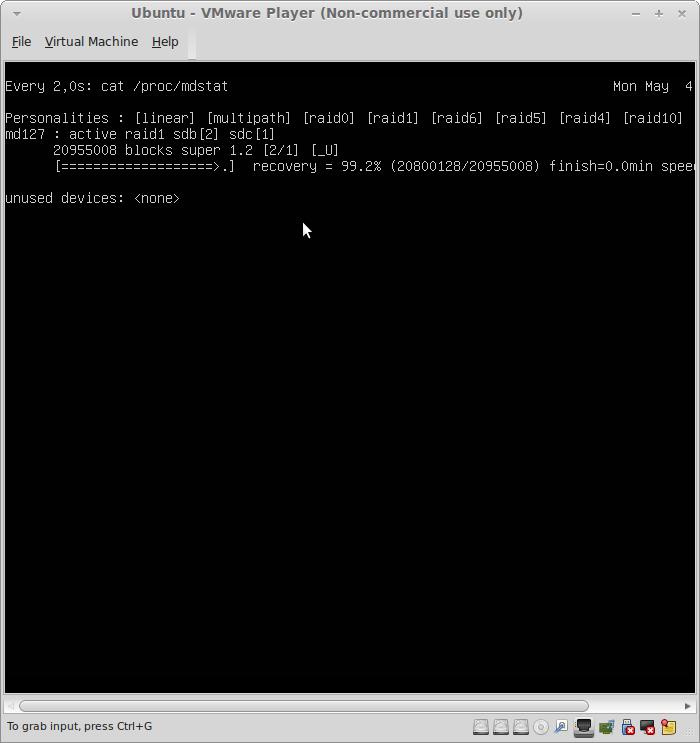 Ubuntu - VMware Player (Non-commercial use only)
File Virtual Machine Help
Every 2,0s: cat /proc/mdstat Mon May 4
Personalities : [linear] [multipath] [raid0] [raid1] [raid6] [raid5] [raid4] [raid10]
md127 : active raid1 sdb[2] sdc[1]
20955008 blocks super 1.2 [2/1] [_U]
[===================>.] recovery = 99.2% (20800128/20955008) finish=0.0min spee
unused devices: <none>
To grab input, press Ctrl+G